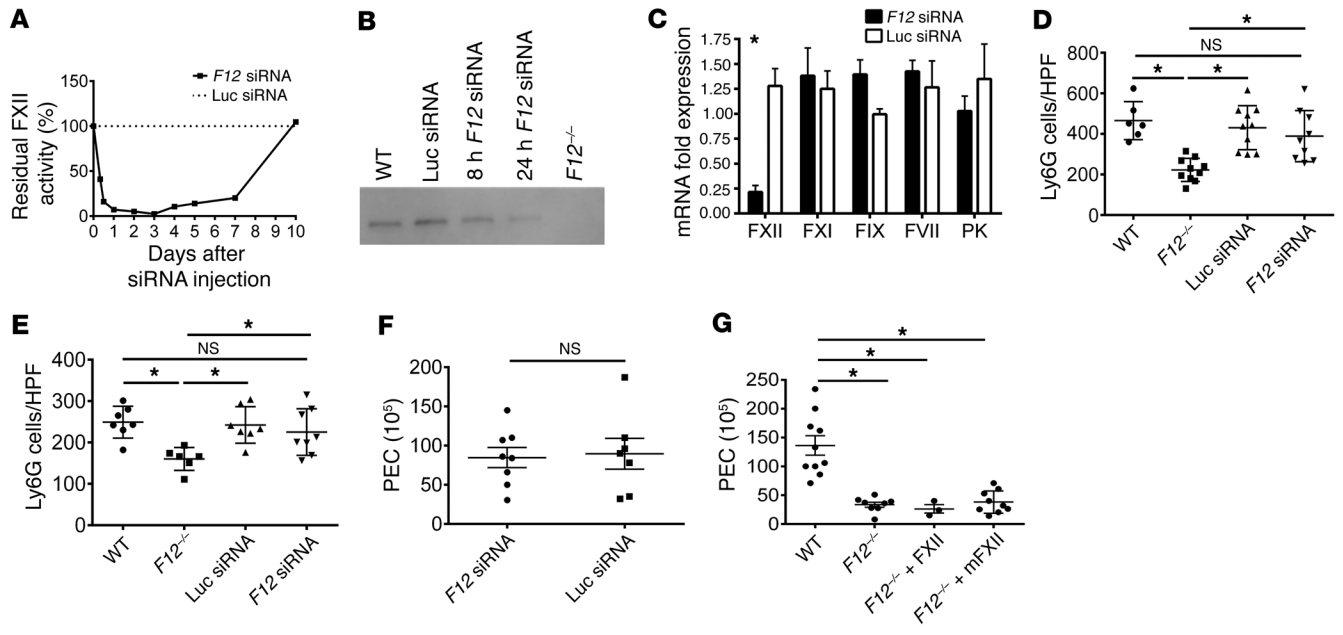 A
F12 siRNA
Luc siRNA
Residual FXII
activity (%)
150
100
50
0
0 1 2 3 4 5 6 7 8 9 10
Days after
siRNA injection
B
WT
Luc siRNA
8 h F12 siRNA
24 h F12 siRNA
F12–/–
C
F12 siRNA
Luc siRNA
mRNA fold expression
1.75
1.50
1.25
1.00
0.75
0.50
0.25
0.00
*
FXII FXI FIX FVII PK
D
Ly6G cells/HPF
800
600
400
200
0
*
NS
* *
WT
F12–/–
Luc siRNA
F12 siRNA
E
Ly6G cells/HPF
400
300
200
100
0
*
NS
* *
WT
F12–/–
Luc siRNA
F12 siRNA
F
PEC (10⁵)
200
150
100
50
0
NS
F12 siRNA
Luc siRNA
G
PEC (10⁵)
250
200
150
100
50
0
*
*
*
WT
F12–/–
F12–/– + FXII
F12–/– + mFXII